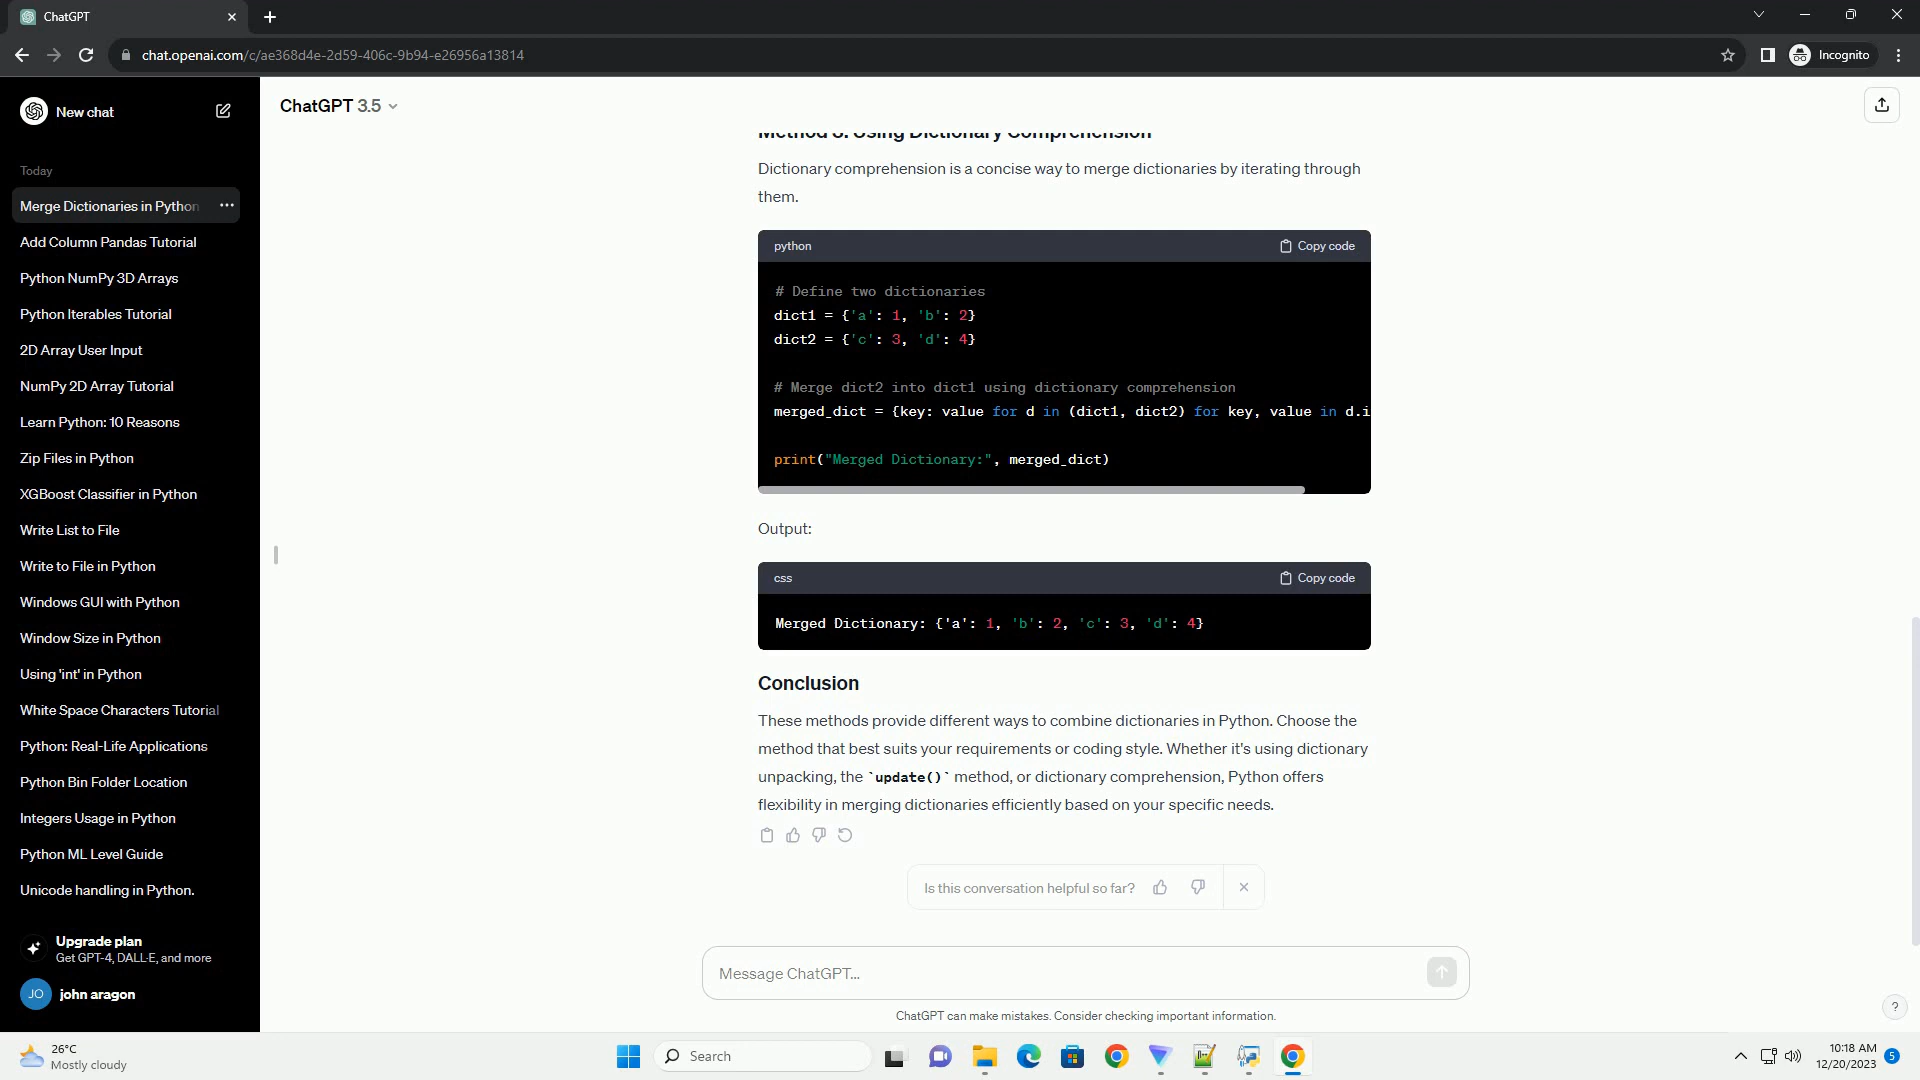 ChatGPT
chat.openai.com/c/ae368d4e-2d59-406c-9b94-e26956a13814
Incognito
New chat
ChatGPT 3.5
Today
Merge Dictionaries in Python
Add Column Pandas Tutorial
Python NumPy 3D Arrays
Python Iterables Tutorial
2D Array User Input
NumPy 2D Array Tutorial
Learn Python: 10 Reasons
Zip Files in Python
XGBoost Classifier in Python
Write List to File
Write to File in Python
Windows GUI with Python
Window Size in Python
Using 'int' in Python
White Space Characters Tutorial
Python: Real-Life Applications
Python Bin Folder Location
Integers Usage in Python
Python ML Level Guide
Unicode handling in Python.
Upgrade plan
Get GPT-4, DALL·E, and more
JO
john aragon
Method 3: Using Dictionary Comprehension
Dictionary comprehension is a concise way to merge dictionaries by iterating through
them.
python
Copy code
# Define two dictionaries
dict1 = {'a': 1, 'b': 2}
dict2 = {'c': 3, 'd': 4}
# Merge dict2 into dict1 using dictionary comprehension
merged_dict = {key: value for d in (dict1, dict2) for key, value in d.i
print("Merged Dictionary:", merged_dict)
Output:
css
Copy code
Merged Dictionary: {'a': 1, 'b': 2, 'c': 3, 'd': 4}
Conclusion
These methods provide different ways to combine dictionaries in Python. Choose the
method that best suits your requirements or coding style. Whether it's using dictionary
unpacking, the `update()` method, or dictionary comprehension, Python offers
flexibility in merging dictionaries efficiently based on your specific needs.
Is this conversation helpful so far?
Message ChatGPT...
ChatGPT can make mistakes. Consider checking important information.
?
26°C
Mostly cloudy
Search
10:18 AM
12/20/2023
5